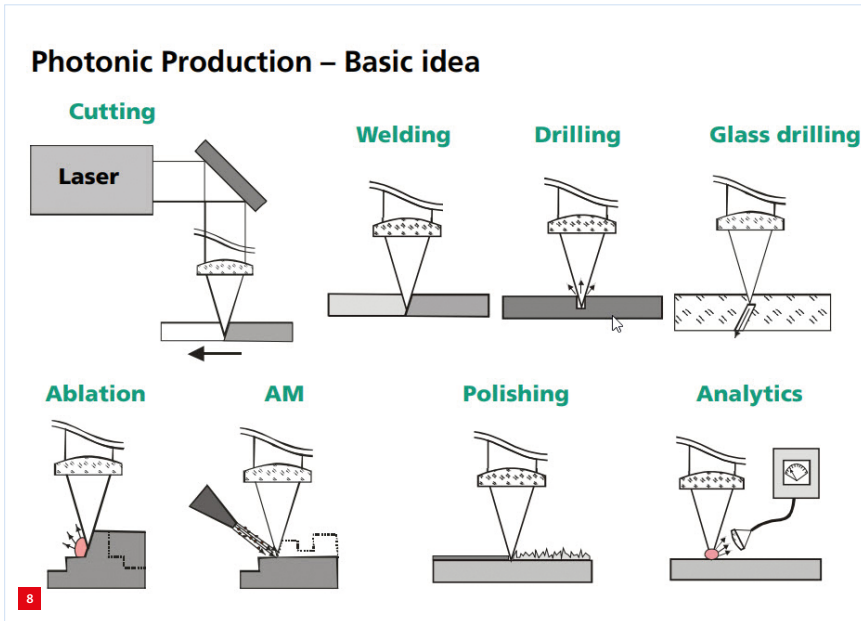 Photonic Production – Basic idea
Cutting
Laser
Welding
Drilling
Glass drilling
Ablation
AM
Polishing
Analytics
8